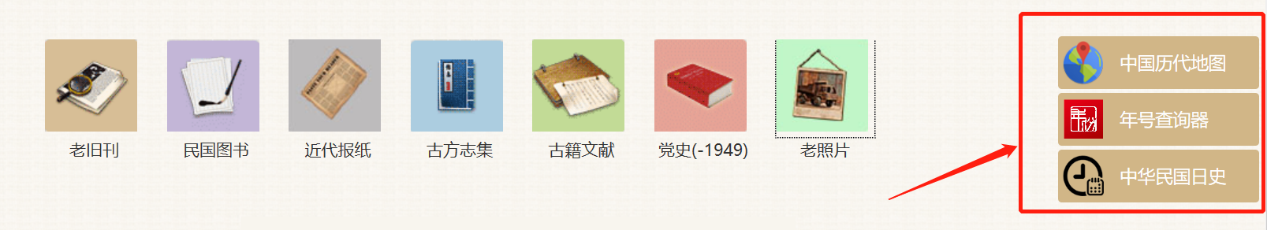 老旧刊
民国图书
近代报纸
古方志集
古籍文献
党史(-1949)
老照片
中国历代地图
年号查询器
中华民国日史